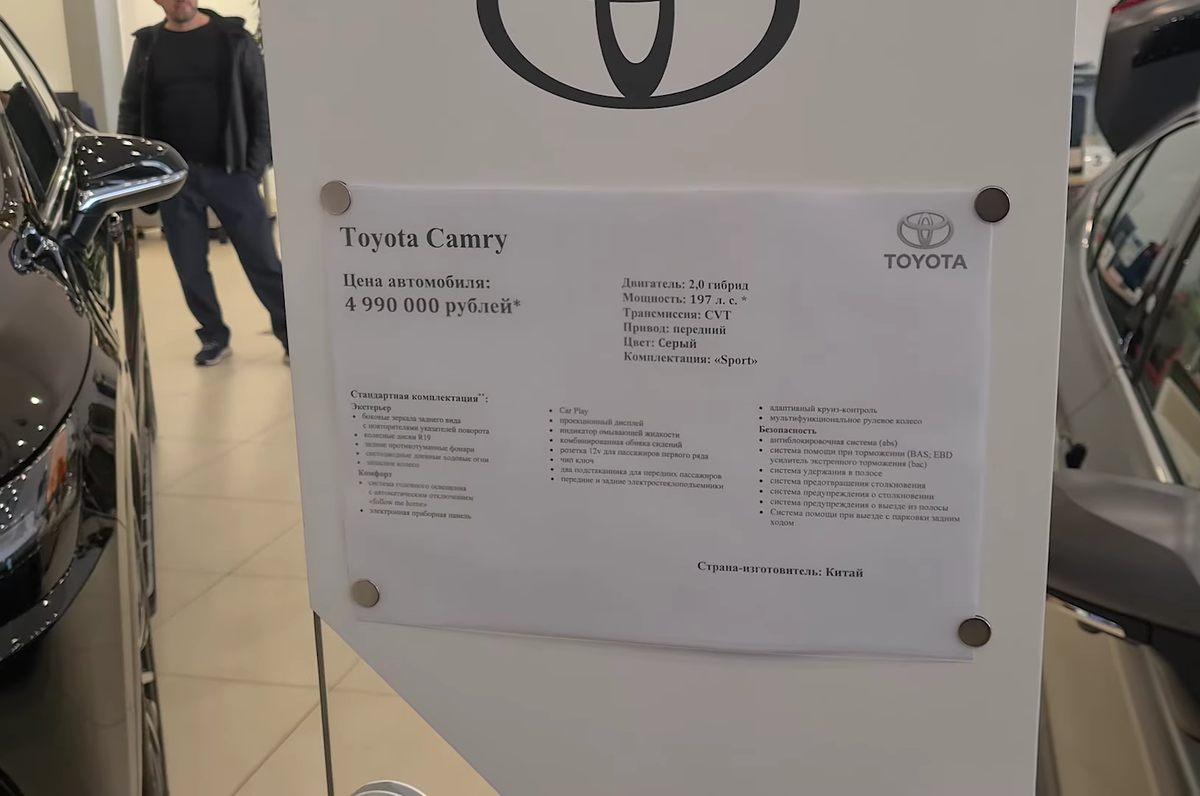 Toyota Camry
TOYOTA
Цена автомобиля:
4 990 000 рублей*
Двигатель: 2,0 гибрид
Мощность: 197 л. с. *
Трансмиссия: CVT
Привод: передний
Цвет: Серый
Комплектация: «Sport»
Стандартная комплектация**:
Экстерьер
• боковые зеркала заднего вида
с повторителями указателей поворота
• колесные диски R19
• задние противотуманные фонари
• светодиодные дневные ходовые огни
• запасное колесо
Комфорт
• система головного освещения
с автоматическим отключением
«follow me home»
• электронная приборная панель
• Car Play
• проекционный дисплей
• индикатор омывающей жидкости
• комбинированная обивка сидений
• розетка 12v для пассажиров первого ряда
• чип ключ
• два подстаканника для передних пассажиров
• передние и задние электростеклоподъемники
• адаптивный круиз-контроль
• мультифункциональное рулевое колесо
Безопасность
• антиблокировочная система (abs)
• система помощи при торможении (BAS; EBD
усилитель экстренного торможения (bac)
• система удержания в полосе
• система предотвращения столкновения
• система предупреждения о столкновении
• система предупреждения о выезде из полосы
• Система помощи при выезде с парковки задним
ходом
Страна-изготовитель: Китай